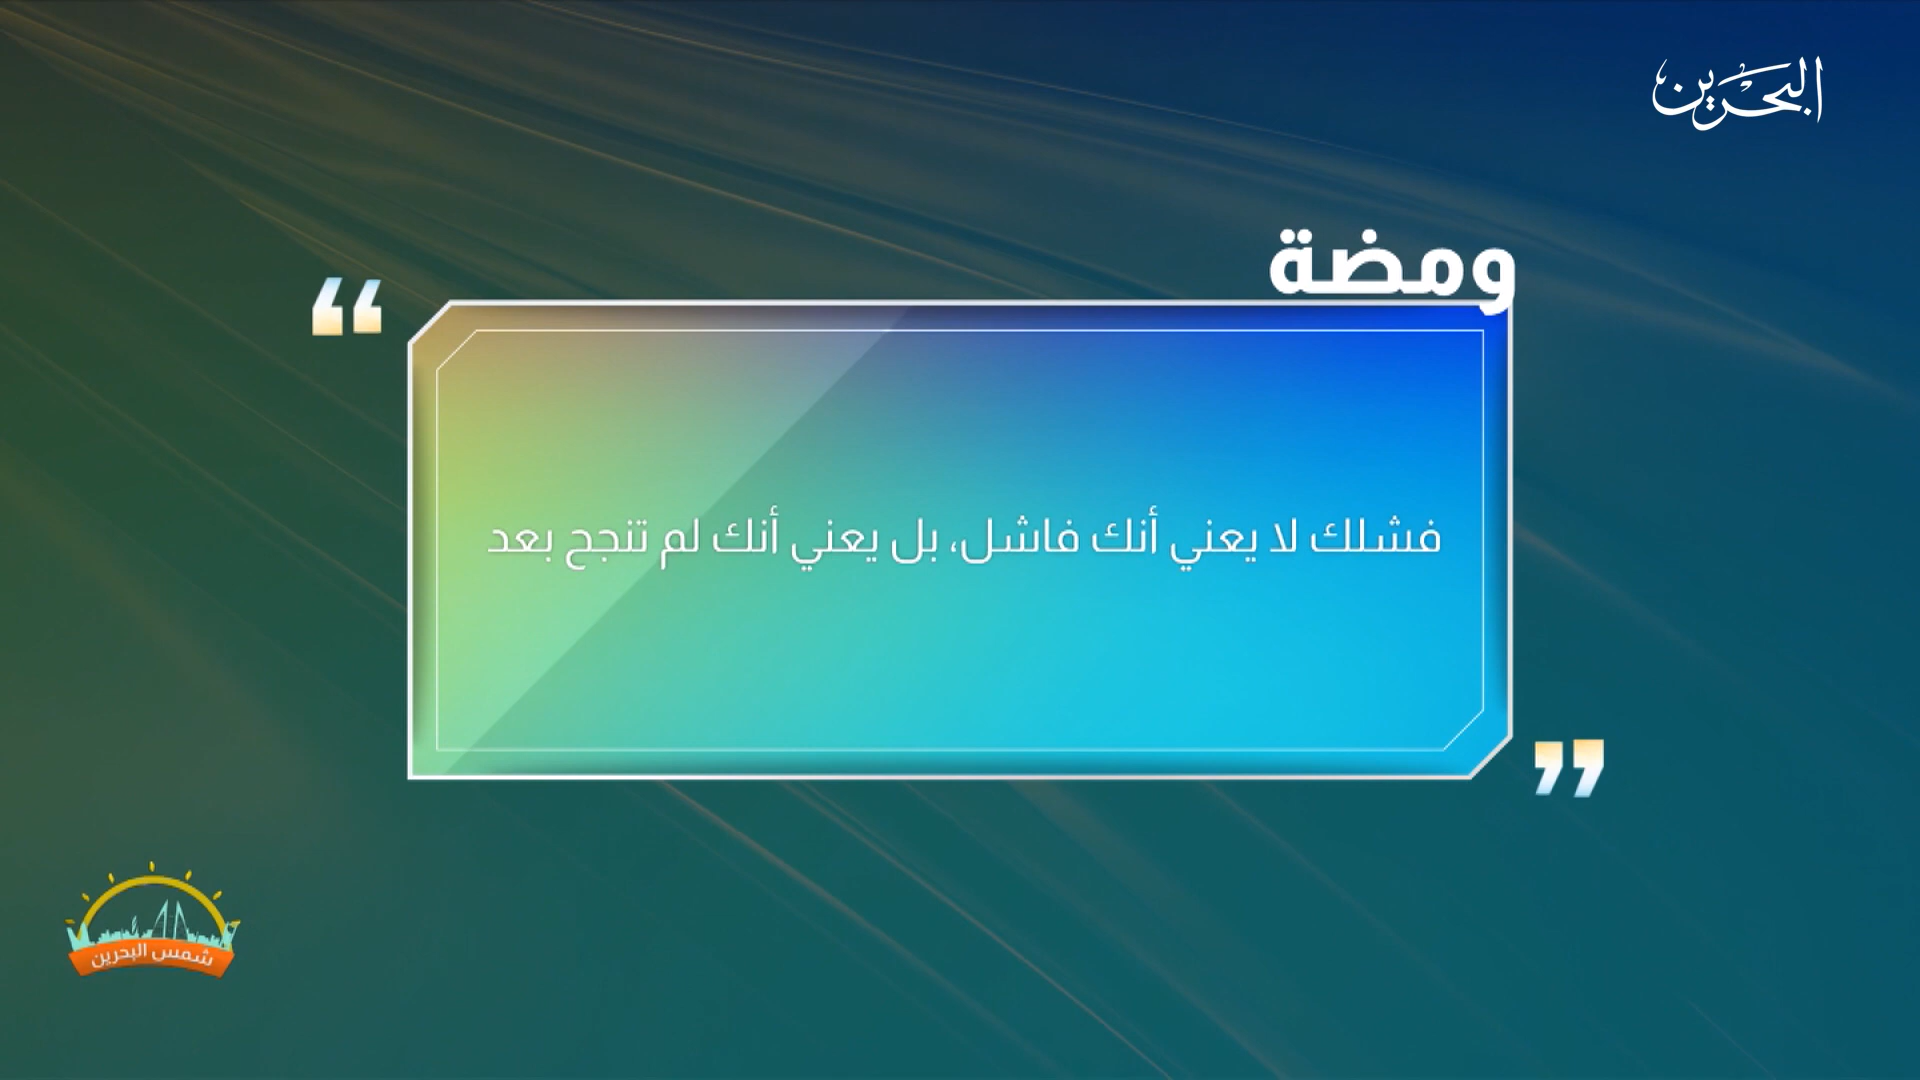 البحرين
ومضة
فشلك لا يعني أنك فاشل، بل يعني أنك لم تنجح بعد
شمس البحرين